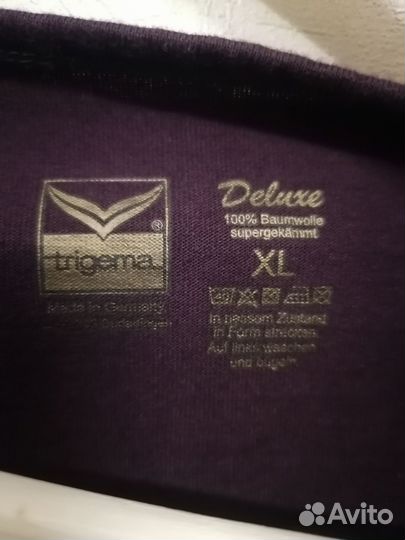 trigema®
Made in Germany
Deluxe
100% Baumwolle
supergekämmt
XL
In nassem Zustand
in Form strecken.
Auf links waschen
und bügeln.
Avito